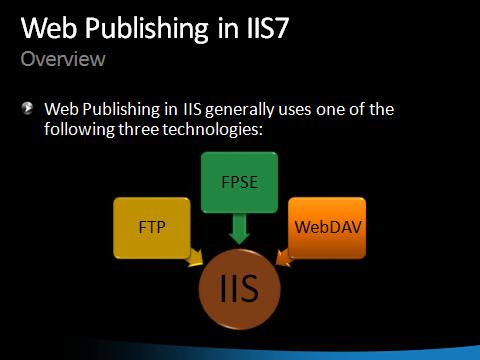 Web Publishing in IIS7
Overview
Web Publishing in IIS generally uses one of the
following three technologies:
FPSE
FTP
WebDAV
IIS